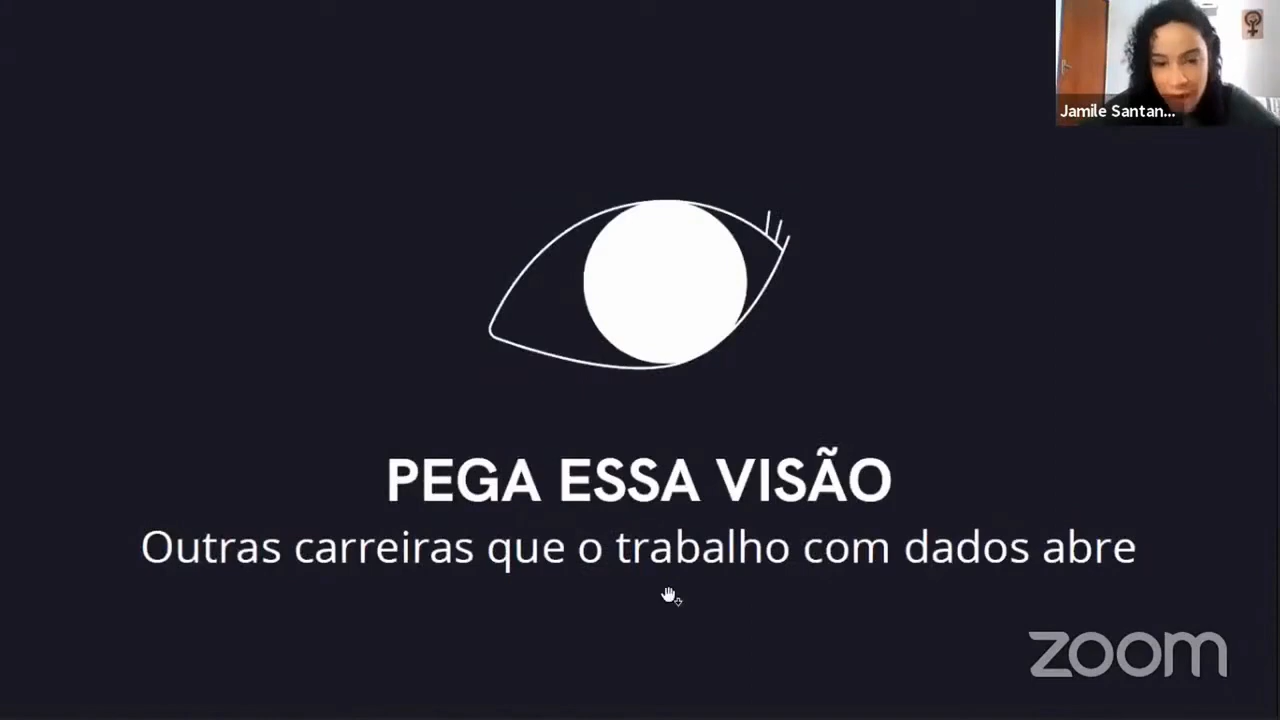 Jamile Santan...
PEGA ESSA VISÃO
Outras carreiras que o trabalho com dados abre
zoom